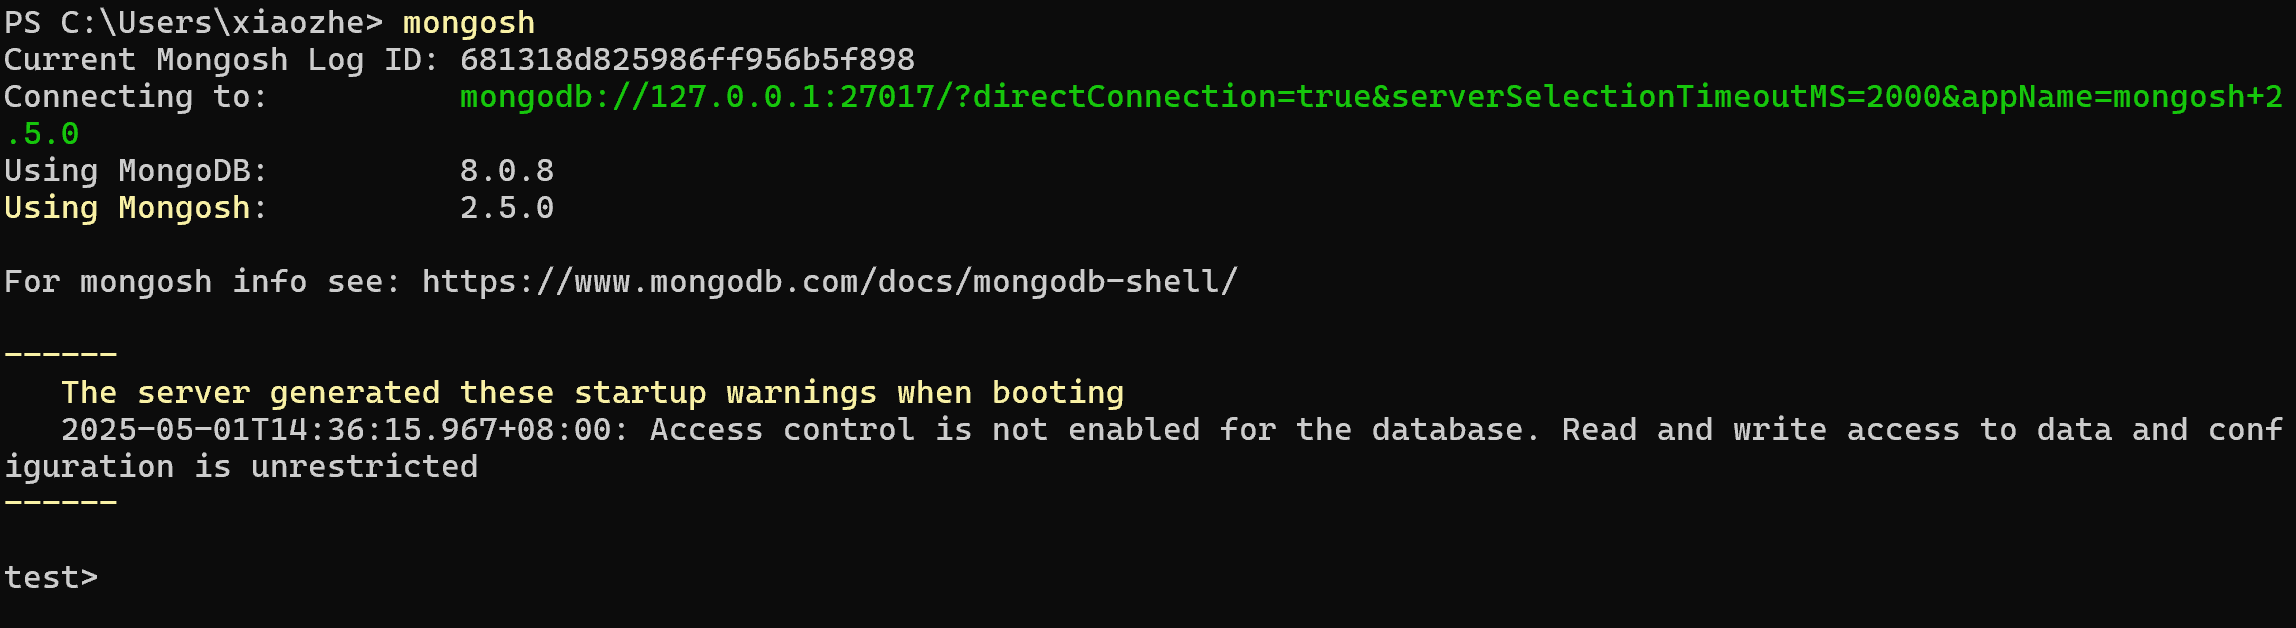 PS C:\Users\xiaozhe> mongosh
Current Mongosh Log ID: 681318d825986ff956b5f898
Connecting to:          mongodb://127.0.0.1:27017/?directConnection=true&serverSelectionTimeoutMS=2000&appName=mongosh+2
.5.0
Using MongoDB:          8.0.8
Using Mongosh:          2.5.0

For mongosh info see: https://www.mongodb.com/docs/mongodb-shell/

------
   The server generated these startup warnings when booting
   2025-05-01T14:36:15.967+08:00: Access control is not enabled for the database. Read and write access to data and conf
iguration is unrestricted
------

test>